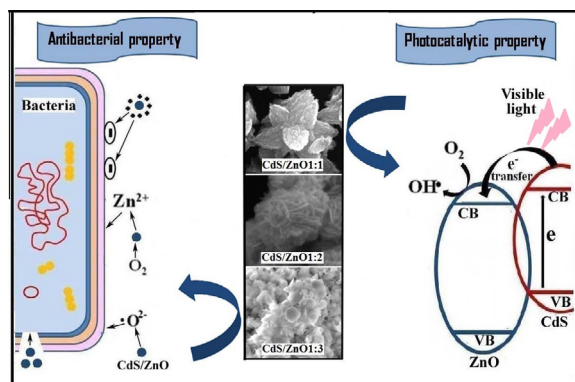 Antibacterial property
Photocatalytic property
Bacteria
Zn2+
O2
•O2-
CdS/ZnO
CdS/ZnO1:1
CdS/ZnO1:2
CdS/ZnO1:3
Visible
light
O2
e-
transfer
OH•
CB
CB
e
VB
VB
CdS
ZnO